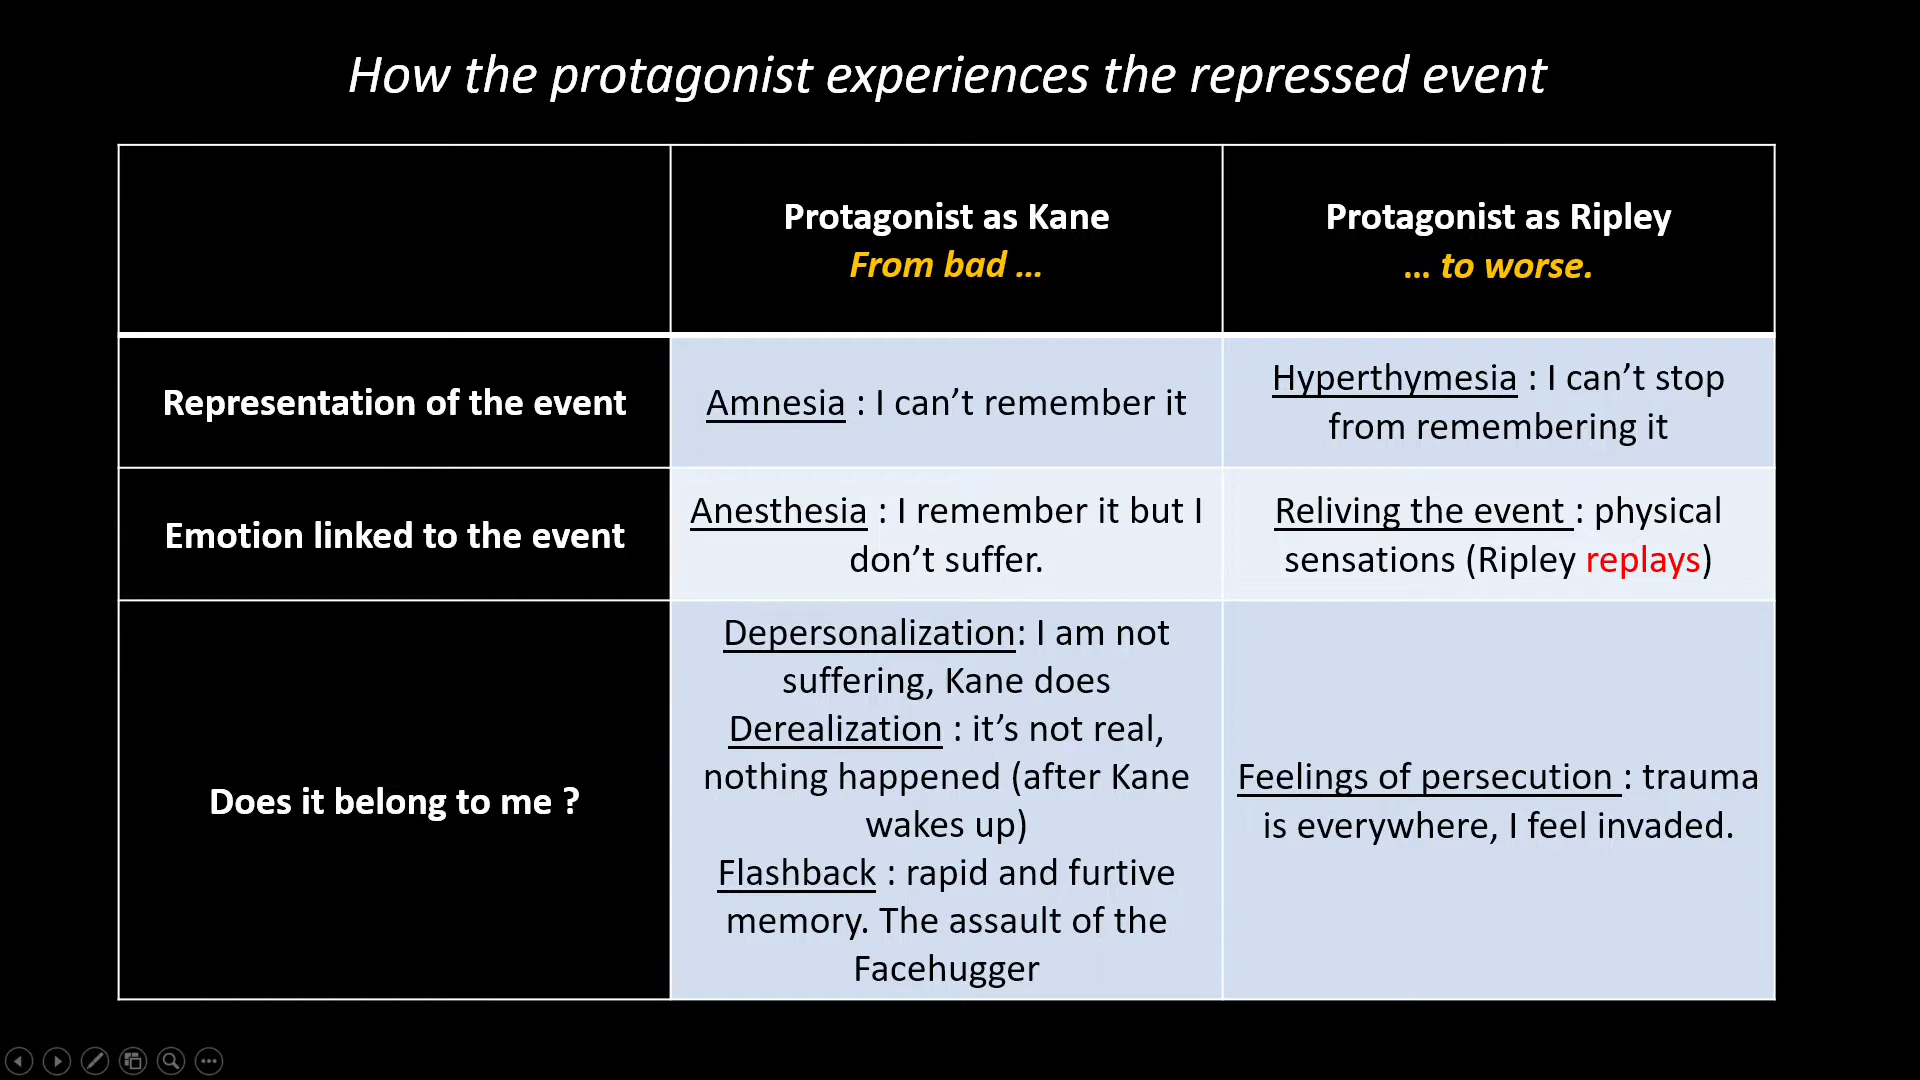 How the protagonist experiences the repressed event
Protagonist as Kane
From bad ...
Protagonist as Ripley
... to worse.
Representation of the event
Amnesia : I can’t remember it
Hyperthymesia : I can’t stop
from remembering it
Emotion linked to the event
Anesthesia : I remember it but I
don’t suffer.
Reliving the event : physical
sensations (Ripley replays)
Does it belong to me ?
Depersonalization: I am not
suffering, Kane does
Derealization : it’s not real,
nothing happened (after Kane
wakes up)
Flashback : rapid and furtive
memory. The assault of the
Facehugger
Feelings of persecution : trauma
is everywhere, I feel invaded.